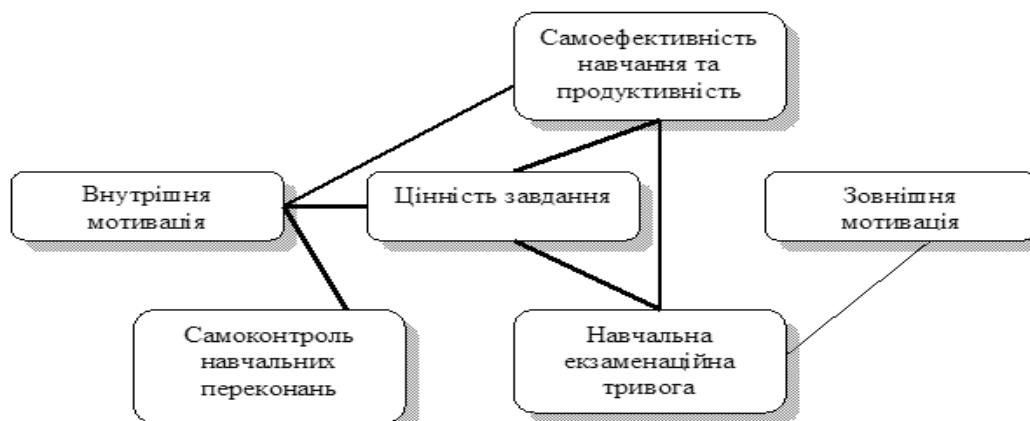 Самоефективність
навчання та
продуктивність
Внутрішня
мотивація
Цінність завдання
Зовнішня
мотивація
Самоконтроль
навчальних
переконань
Навчальна
екзаменаційна
тривога